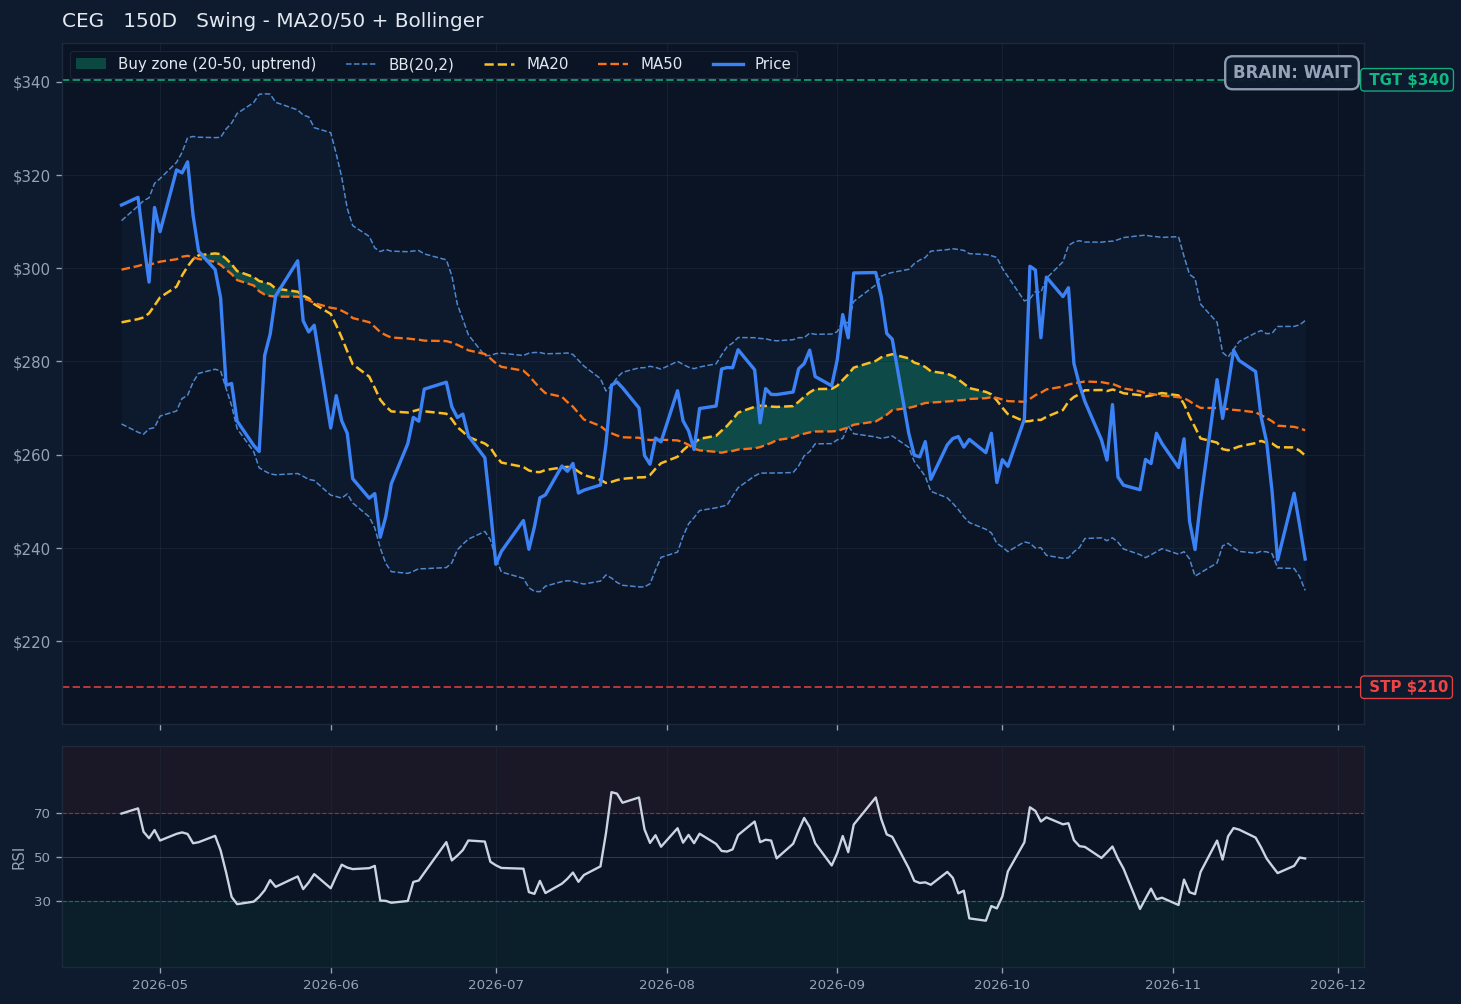 CEG 150D Swing - MA20/50 + Bollinger
Buy zone (20-50, uptrend) BB(20,2) MA20 MA50 Price
BRAIN: WAIT
TGT $340
$340
$320
$300
$280
$260
$240
$220
STP $210
RSI
70
50
30
2026-05 2026-06 2026-07 2026-08 2026-09 2026-10 2026-11 2026-12